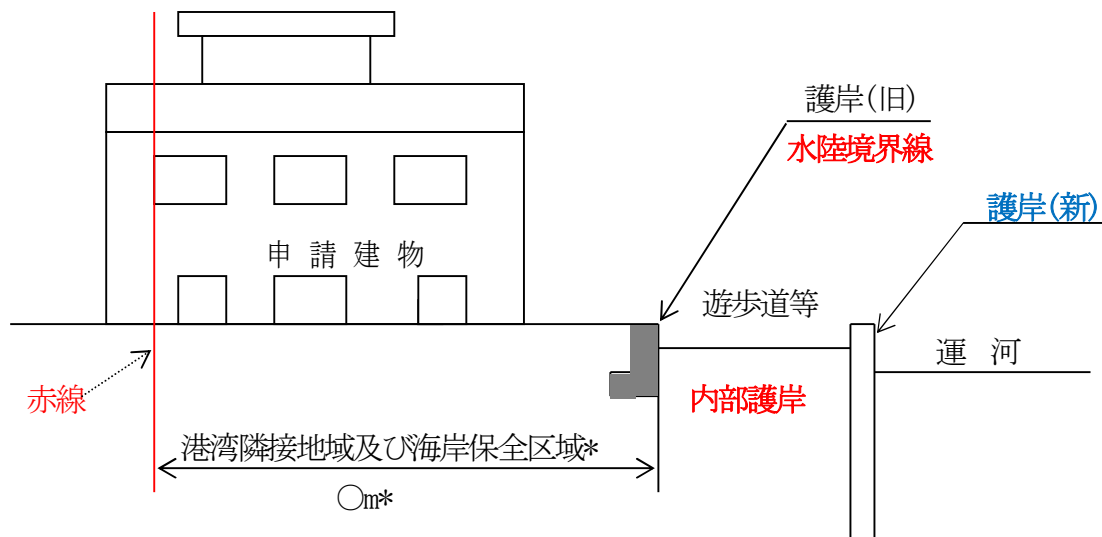 護岸(旧)
水陸境界線
護岸(新)
申請建物
遊歩道等
運河
赤線
内部護岸
港湾隣接地域及び海岸保全区域*
○m*